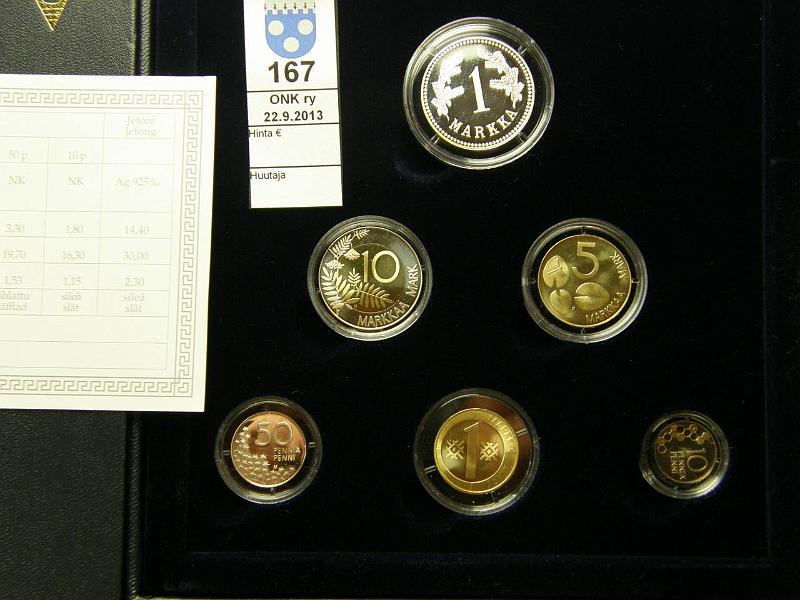 167
ONK ry
22.9.2013
Hinta €
Huutaja
Jetoni
Jetong
50 p 10 p
NK NK Ag 925‰
3,30 1,80 14,40
19,70 16,30 30,00
1,53 1,15 2,30
sileä sileä
slät slät
1
MARKKA
10
MARKKAA MARK
5
MARKKAA MARK
50
PENNIÄ
PENNI
M
1
10
PENNIÄ
PENNI